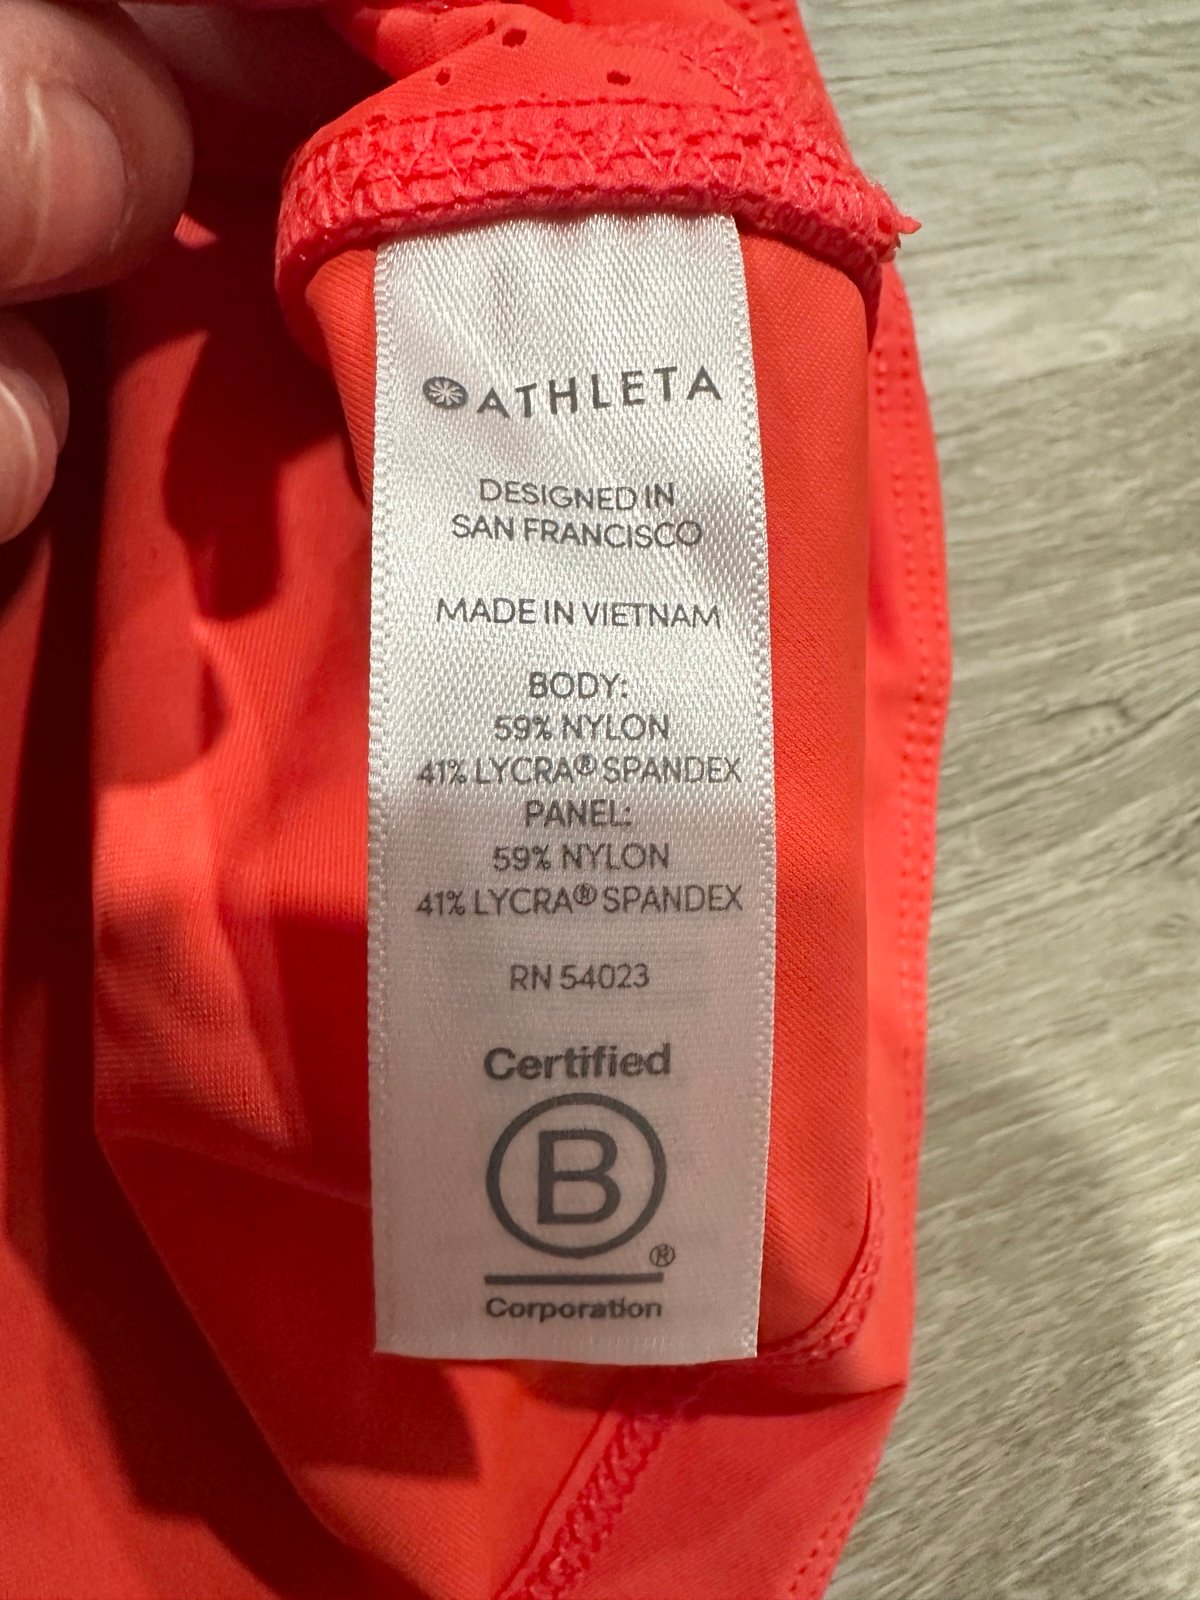 ATHLETA
DESIGNED IN
SAN FRANCISCO
MADE IN VIETNAM
BODY:
59% NYLON
41% LYCRA® SPANDEX
PANEL:
59% NYLON
41% LYCRA® SPANDEX
RN 54023
Certified
B
®
Corporation